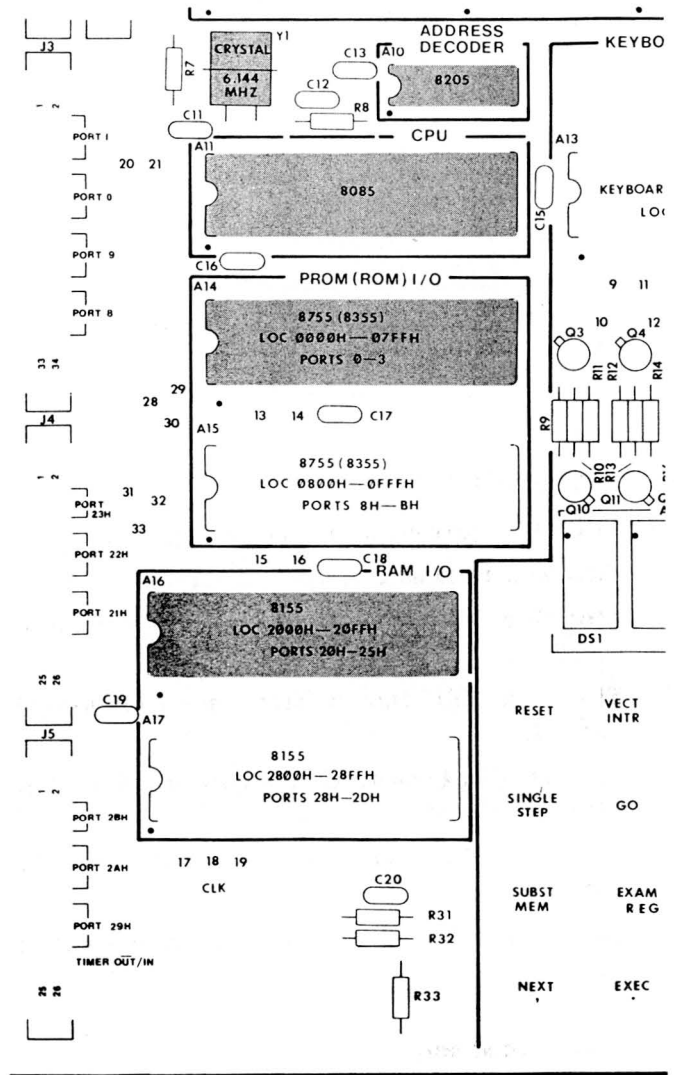 J3
R7
CRYSTAL
Y1
6.144
MHZ
C13
A10
ADDRESS
DECODER
8205
C12
R8
C11
1 2
PORT 1
20 21
PORT 0
PORT 9
PORT 8
33 34
J4
A11
CPU
8085
C15
A13
C16
PROM (ROM) I/O
A14
8755 (8355)
LOC 0000H—07FFH
PORTS 0—3
29
28
30
13 14
C17
A15
8755 (8355)
LOC 0800H—0FFFH
PORTS 8H—BH
9 11
10 12
Q3 Q4
R9
R11
R12
R14
R10
R13
Q10
Q11
DS1
1 2
PORT
23H
31
32
33
PORT 22H
PORT 21H
25 26
J5
C19
15 16
C18
RAM I/O
A16
8155
LOC 2000H—20FFH
PORTS 20H—25H
A17
8155
LOC 2800H—28FFH
PORTS 28H—2DH
1 2
PORT 2BH
PORT 2AH
PORT 29H
TIMER OUT/IN
25 26
17 18 19
CLK
C20
R31
R32
R33
RESET
VECT
INTR
SINGLE
STEP
GO
SUBST
MEM
EXAM
REG
NEXT
,
EXEC
.